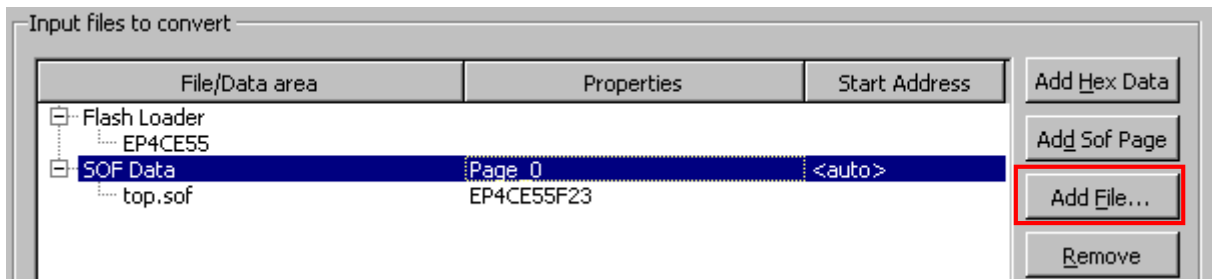 Input files to convert
File/Data area Properties Start Address
Add Hex Data
Flash Loader
EP4CE55
Add Sof Page
SOF Data Page_0 <auto>
top.sof EP4CE55F23
Add File...
Remove